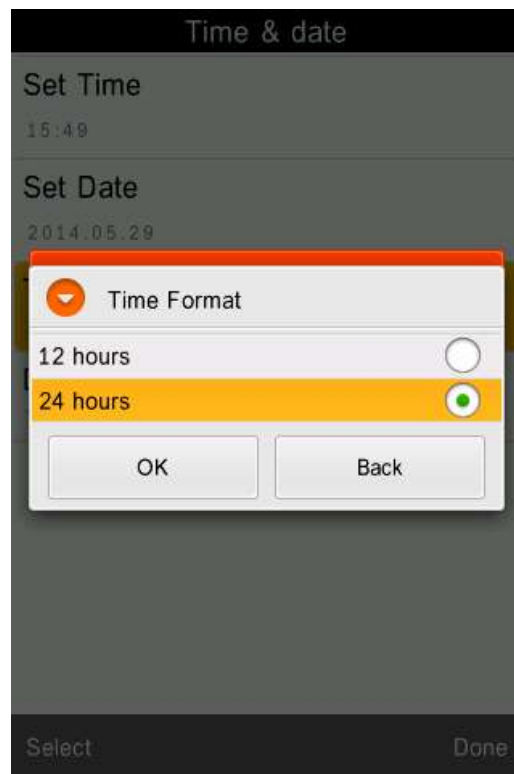 Time & date
Set Time
15:49
Set Date
2014.05.29
Time Format
12 hours
24 hours
OK Back
Select Done